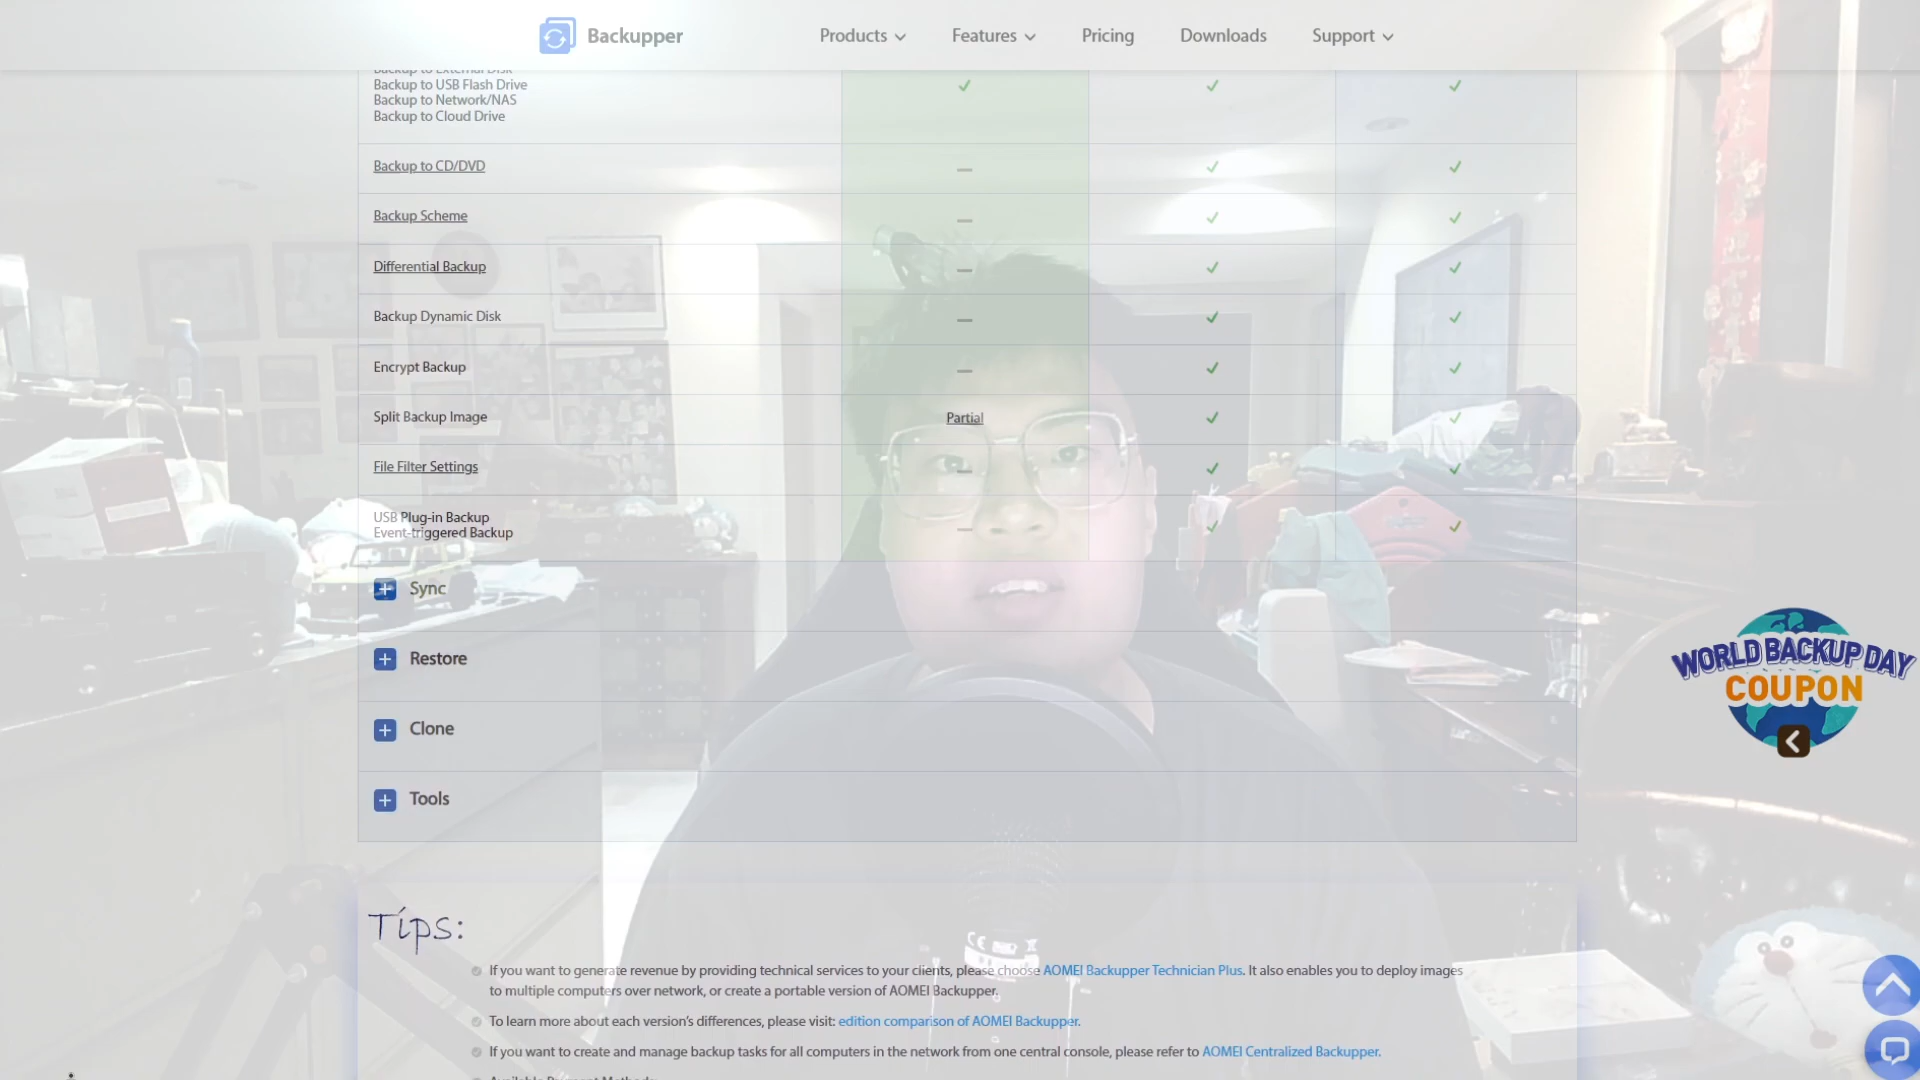 Backupper
Products
Features
Pricing
Downloads
Support
Backup to External Disk
Backup to USB Flash Drive
Backup to Network/NAS
Backup to Cloud Drive
Backup to CD/DVD
Backup Scheme
Differential Backup
Backup Dynamic Disk
Encrypt Backup
Split Backup Image
Partial
File Filter Settings
USB Plug-in Backup
Event-triggered Backup
Sync
Restore
Clone
Tools
WORLD BACKUP DAY
COUPON
Tips:
If you want to generate revenue by providing technical services to your clients, please choose AOMEI Backupper Technician Plus. It also enables you to deploy images
to multiple computers over network, or create a portable version of AOMEI Backupper.
To learn more about each version's differences, please visit: edition comparison of AOMEI Backupper.
If you want to create and manage backup tasks for all computers in the network from one central console, please refer to AOMEI Centralized Backupper.